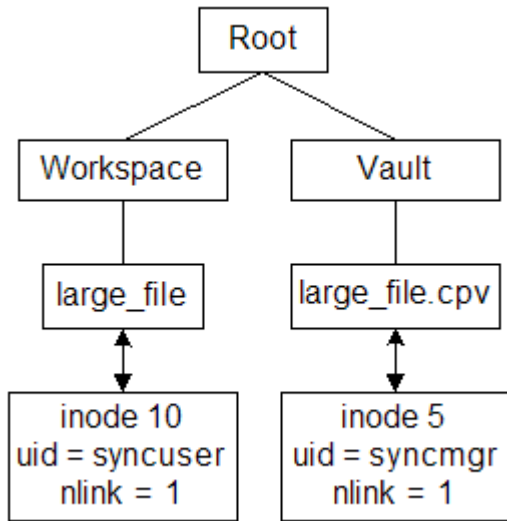 Root
Workspace
Vault
large_file
large_file.cpv
inode 10
uid = syncuser
nlink = 1
inode 5
uid = syncmgr
nlink = 1